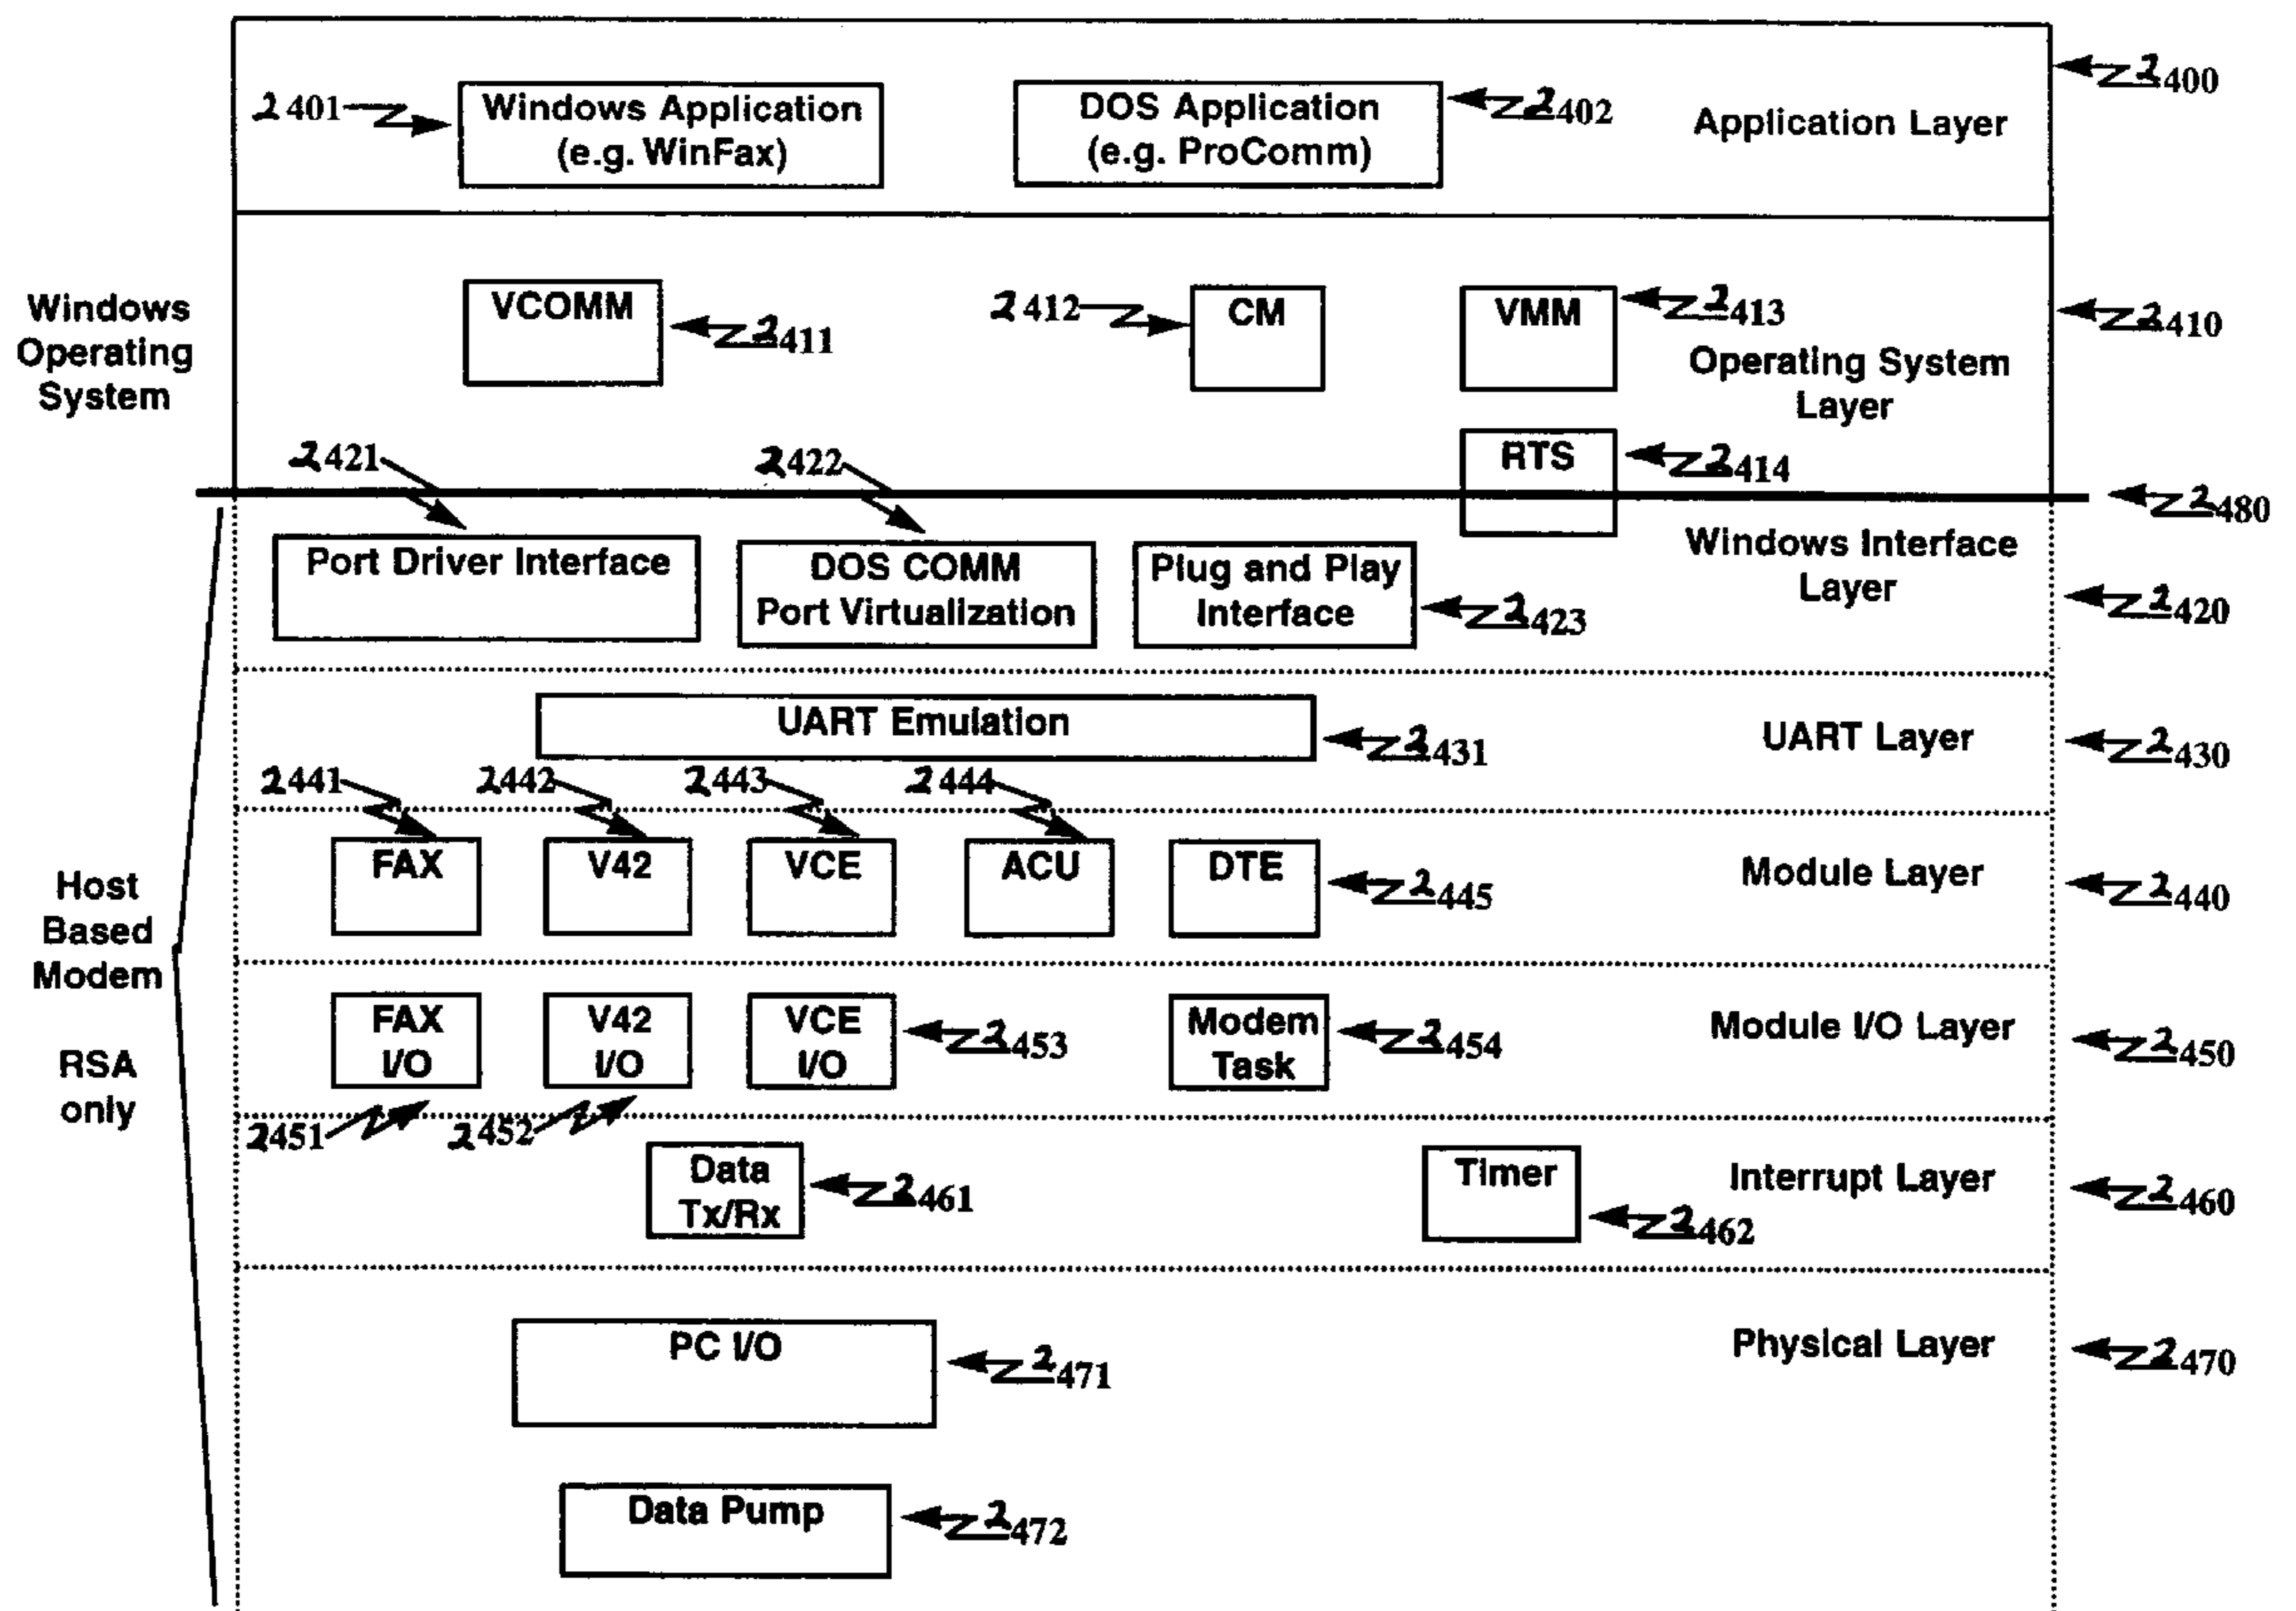 2400
2401
Windows Application
(e.g. WinFax)
DOS Application
(e.g. ProComm)
2402
Application Layer
Windows
Operating
System
VCOMM
2411
2412
CM
VMM
2413
2410
Operating System
Layer
2421
2422
RTS
2414
2480
Port Driver Interface
DOS COMM
Port Virtualization
Plug and Play
Interface
2423
Windows Interface
Layer
2420
UART Emulation
2431
UART Layer
2430
2441
2442
2443
2444
FAX
V42
VCE
ACU
DTE
2445
Module Layer
2440
Host
Based
Modem
RSA
only
FAX
I/O
V42
I/O
VCE
I/O
2453
Modem
Task
2454
Module I/O Layer
2450
2451
2452
Data
Tx/Rx
2461
Timer
2462
Interrupt Layer
2460
PC I/O
2471
Physical Layer
2470
Data Pump
2472